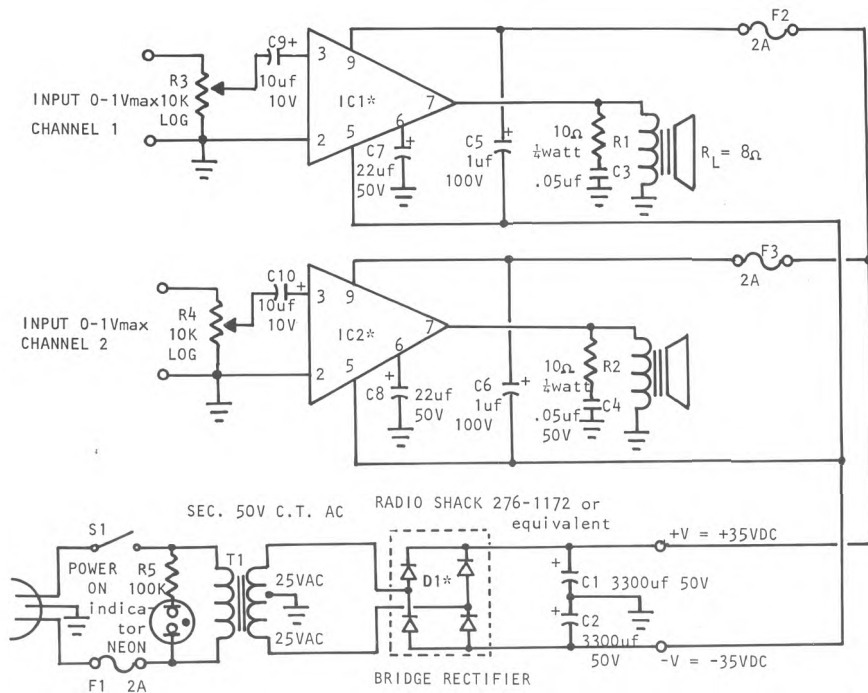 F2
2A
C9+
3
9
R3
10K
LOG
10uf
10V
IC1*
7
INPUT 0-1Vmax
CHANNEL 1
2
5
6
+
C7
22uf
50V
C5
+
1uf
100V
10Ω
¼watt
R1
C3
.05uf
RL = 8Ω
F3
2A
C10
+
3
9
R4
10K
LOG
10uf
10V
IC2*
7
INPUT 0-1Vmax
CHANNEL 2
2
5
6
+
C8
22uf
50V
C6
+
1uf
100V
10Ω
¼watt
R2
C4
.05uf
50V
SEC. 50V C.T. AC
RADIO SHACK 276-1172 or
equivalent
S1
POWER
ON
indica-
tor
NEON
R5
100K
T1
25VAC
25VAC
D1*
+
C1 3300uf 50V
+
C2
3300uf
50V
+V = +35VDC
-V = -35VDC
F1 2A
BRIDGE RECTIFIER